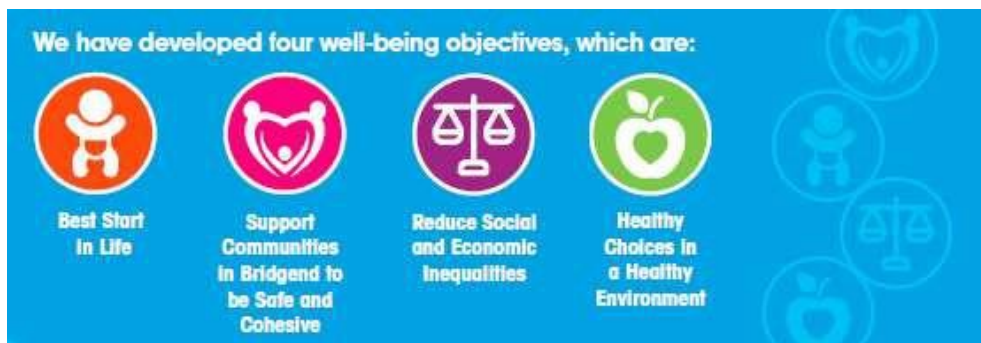 We have developed four well-being objectives, which are:
Best Start
in Life
Support
Communities
in Bridgend to
be Safe and
Cohesive
Reduce Social
and Economic
Inequalities
Healthy
Choices in
a Healthy
Environment